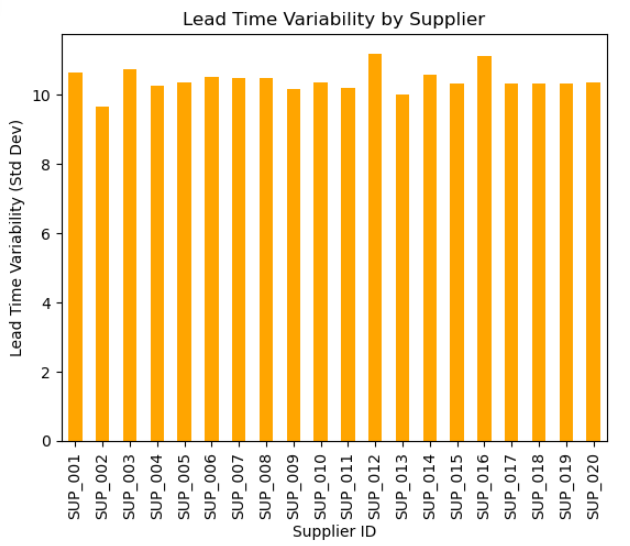 Lead Time Variability by Supplier
Lead Time Variability (Std Dev)
10
8
6
4
2
0
SUP_001
SUP_002
SUP_003
SUP_004
SUP_005
SUP_006
SUP_007
SUP_008
SUP_009
SUP_010
SUP_011
SUP_012
SUP_013
SUP_014
SUP_015
SUP_016
SUP_017
SUP_018
SUP_019
SUP_020
Supplier ID